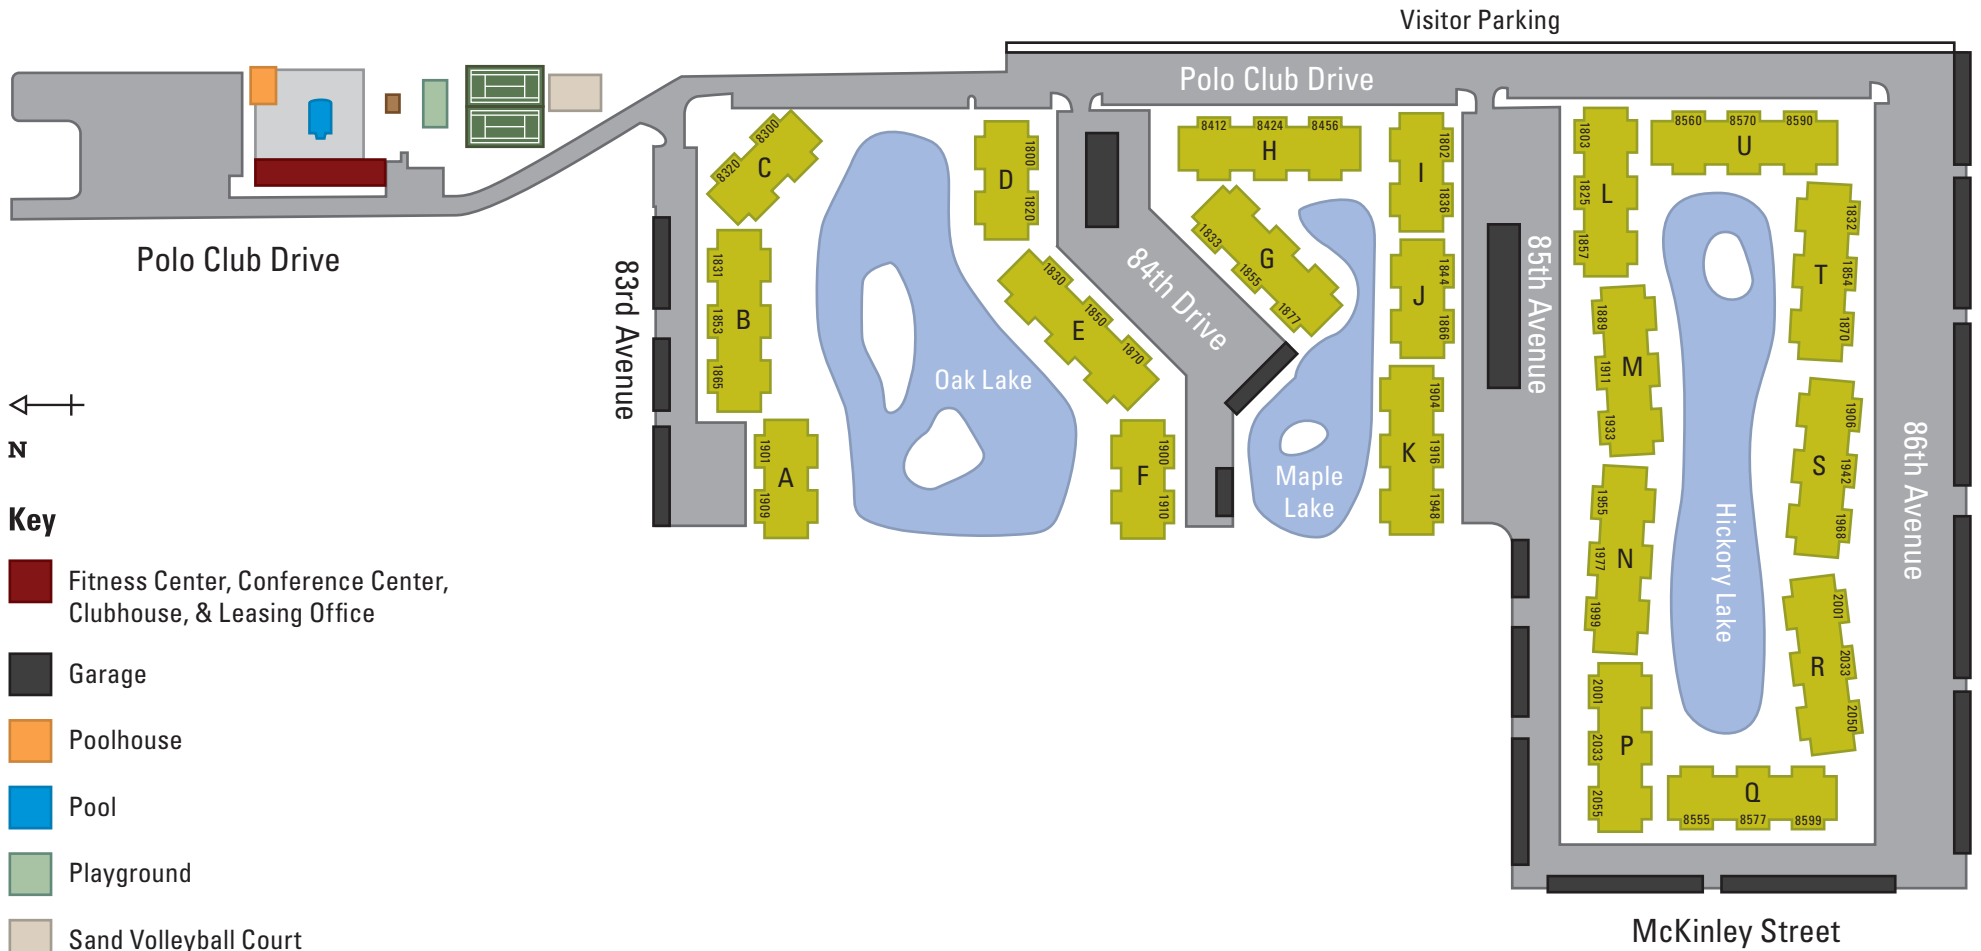 Visitor Parking
Polo Club Drive
Polo Club Drive
83rd Avenue
84th Drive
85th Avenue
86th Avenue
McKinley Street
Oak Lake
Maple
Lake
Hickory Lake
8300
8320
C
1831
1853
1865
B
1901
1909
A
1800
1820
D
1830
1850
1870
E
1900
1910
F
8412
8424
8456
H
1833
1855
1877
G
1802
1836
I
1844
1866
J
1904
1916
1948
K
1803
1825
1857
L
1889
1911
1933
M
1955
1977
1999
N
2001
2033
2055
P
8560
8570
8590
U
1832
1854
1870
T
1906
1942
1968
S
2001
2033
2050
R
Q
8555
8577
8599
N
Key
Fitness Center, Conference Center,
Clubhouse, & Leasing Office
Garage
Poolhouse
Pool
Playground
Sand Volleyball Court